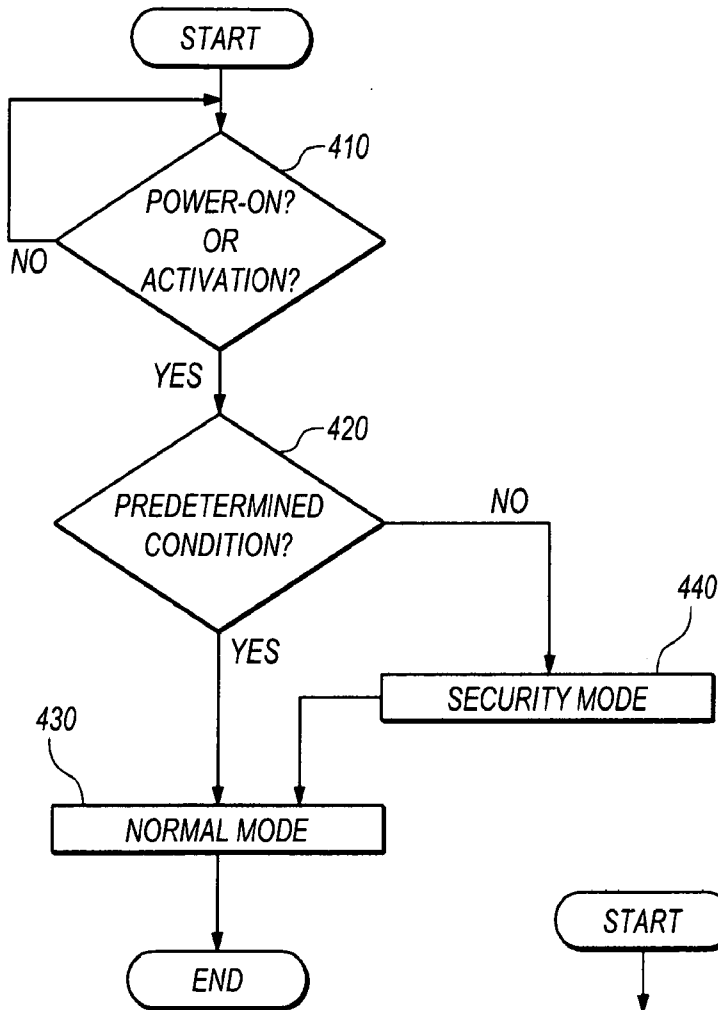 START
410
POWER-ON?
OR
ACTIVATION?
NO
YES
420
PREDETERMINED
CONDITION?
NO
YES
440
SECURITY MODE
430
NORMAL MODE
START
END